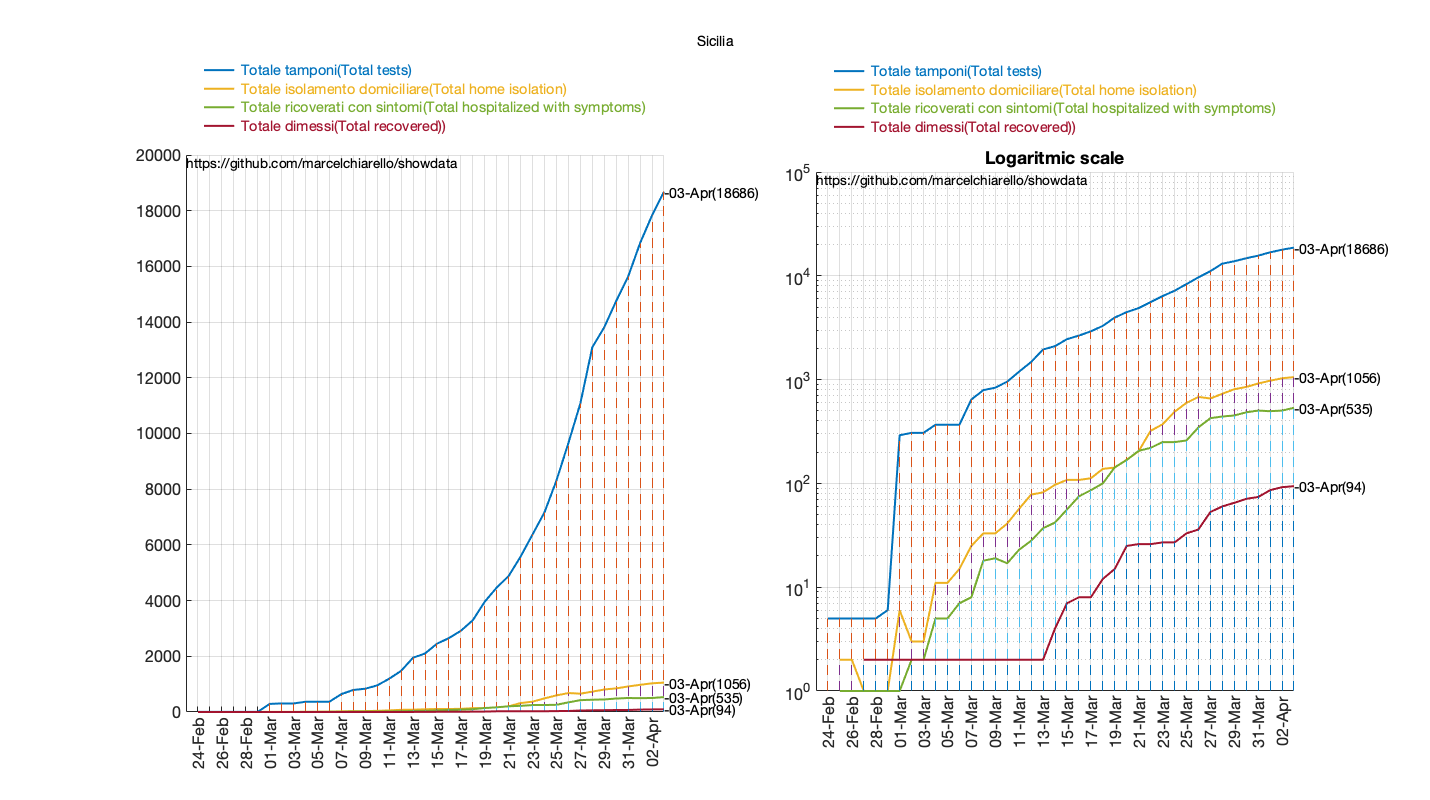 Sicilia
Totale tamponi(Total tests)
Totale isolamento domiciliare(Total home isolation)
Totale ricoverati con sintomi(Total hospitalized with symptoms)
Totale dimessi(Total recovered))
https://github.com/marcelchiarello/showdata
20000
18000
16000
14000
12000
10000
8000
6000
4000
2000
0
-03-Apr(18686)
-03-Apr(1056)
-03-Apr(535)
-03-Apr(94)
24-Feb
26-Feb
28-Feb
01-Mar
03-Mar
05-Mar
07-Mar
09-Mar
11-Mar
13-Mar
15-Mar
17-Mar
19-Mar
21-Mar
23-Mar
25-Mar
27-Mar
29-Mar
31-Mar
02-Apr
Totale tamponi(Total tests)
Totale isolamento domiciliare(Total home isolation)
Totale ricoverati con sintomi(Total hospitalized with symptoms)
Totale dimessi(Total recovered))
Logaritmic scale
https://github.com/marcelchiarello/showdata
10^5
10^4
10^3
10^2
10^1
10^0
-03-Apr(18686)
-03-Apr(1056)
-03-Apr(535)
-03-Apr(94)
24-Feb
26-Feb
28-Feb
01-Mar
03-Mar
05-Mar
07-Mar
09-Mar
11-Mar
13-Mar
15-Mar
17-Mar
19-Mar
21-Mar
23-Mar
25-Mar
27-Mar
29-Mar
31-Mar
02-Apr